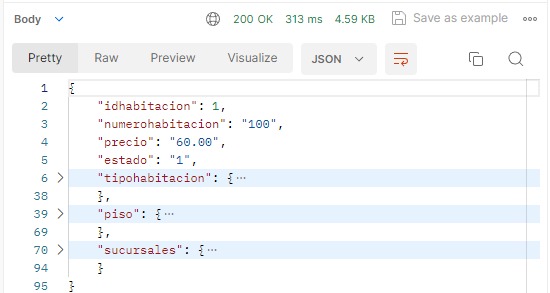 Body 200 OK 313 ms 4.59 KB Save as example
Pretty Raw Preview Visualize JSON
1 {
2 "idhabitacion": 1,
3 "numerohabitacion": "100",
4 "precio": "60.00",
5 "estado": "1",
6 "tipohabitacion": {⋯
38 },
39 "piso": {⋯
69 },
70 "sucursales": {⋯
94 }
95 }